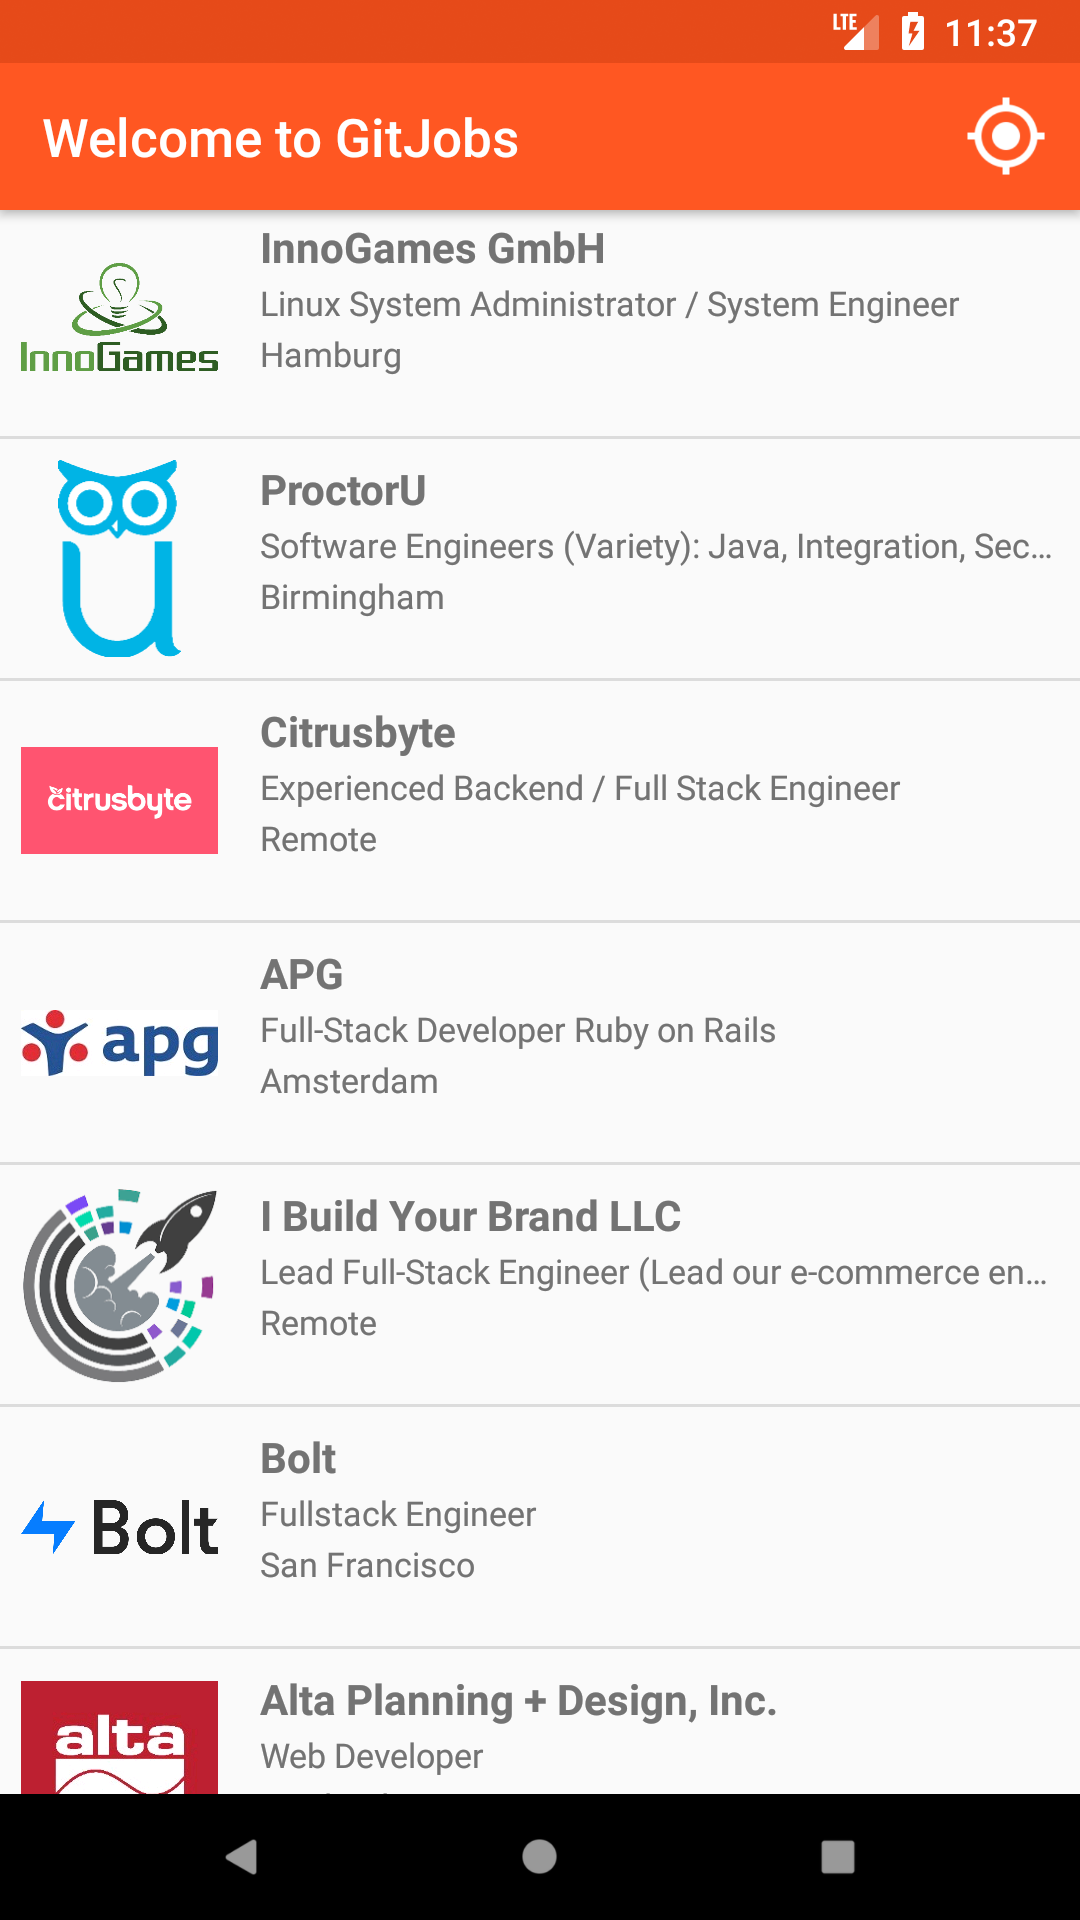 LTE 11:37
Welcome to GitJobs
InnoGames GmbH
Linux System Administrator / System Engineer
Hamburg
InnoGames
ProctorU
Software Engineers (Variety): Java, Integration, Sec...
Birmingham
u
Citrusbyte
Experienced Backend / Full Stack Engineer
Remote
citrusbyte
APG
Full-Stack Developer Ruby on Rails
Amsterdam
apg
I Build Your Brand LLC
Lead Full-Stack Engineer (Lead our e-commerce en...
Remote
Bolt
Fullstack Engineer
San Francisco
Bolt
Alta Planning + Design, Inc.
Web Developer
alta